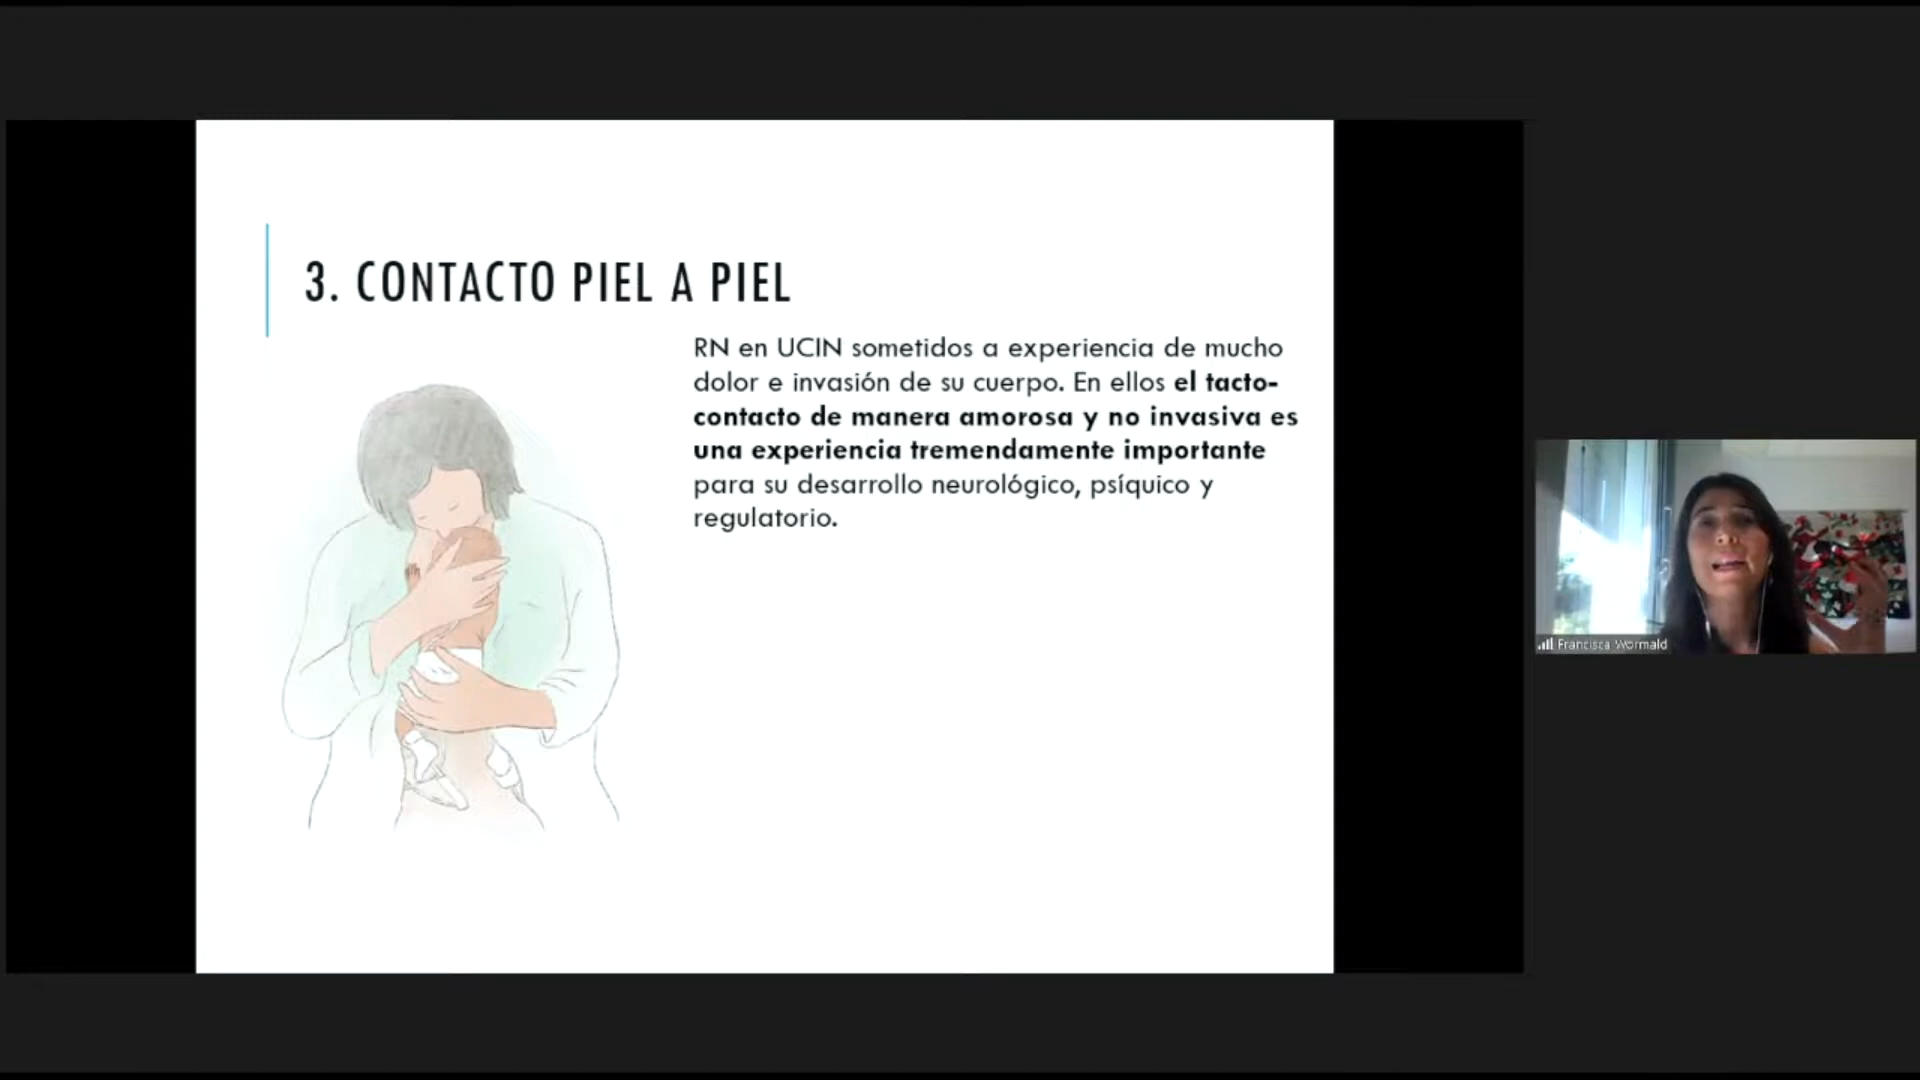 3. CONTACTO PIEL A PIEL
RN en UCIN sometidos a experiencia de mucho
dolor e invasión de su cuerpo. En ellos el tacto-
contacto de manera amorosa y no invasiva es
una experiencia tremendamente importante
para su desarrollo neurológico, psíquico y
regulatorio.
Francisca Wormald